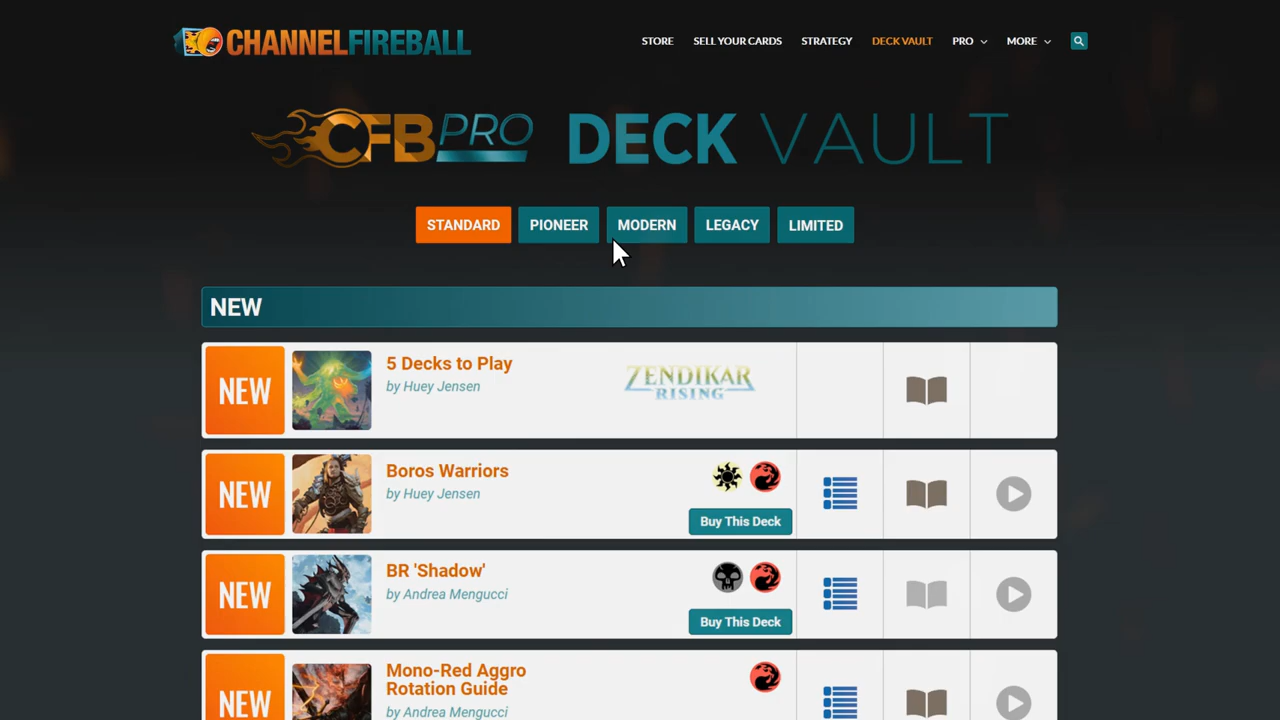 CHANNELFIREBALL
STORE SELL YOUR CARDS STRATEGY DECK VAULT PRO MORE
CFB PRO DECK VAULT
STANDARD PIONEER MODERN LEGACY LIMITED
NEW
NEW
5 Decks to Play
by Huey Jensen
ZENDIKAR
RISING
NEW
Boros Warriors
by Huey Jensen
Buy This Deck
NEW
BR 'Shadow'
by Andrea Mengucci
Buy This Deck
NEW
Mono-Red Aggro
Rotation Guide
by Andrea Mengucci